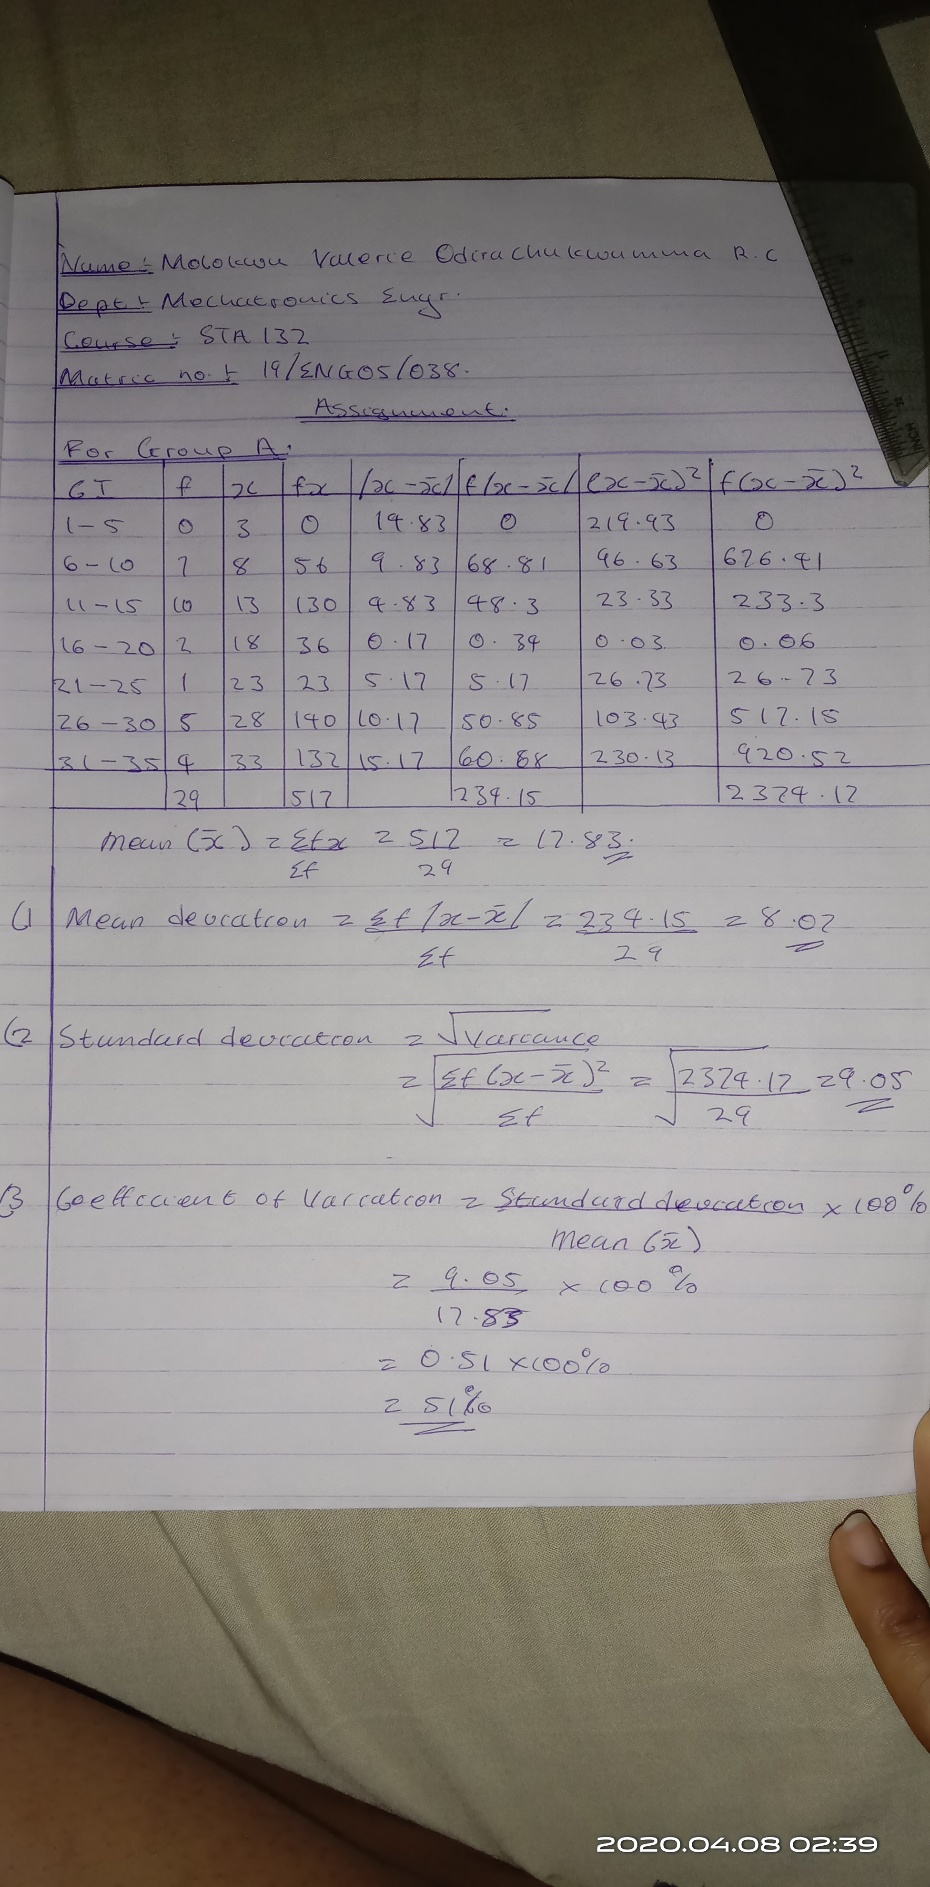 Name:- Molokwu Valerie Odirachukwumma R.C
Dept:- Mechatronics Engr.
Course:- STA 132
Matric no.:- 19/ENG05/038.
Assignment.
For Group A:
CI f x fx |x-x̄| f|x-x̄| (x-x̄)² f(x-x̄)²
1-5 0 3 0 14.83 0 219.93 0
6-10 7 8 56 9.83 68.81 96.63 676.41
11-15 10 13 130 4.83 48.3 23.33 233.3
16-20 2 18 36 0.17 0.34 0.03 0.06
21-25 1 23 23 5.17 5.17 26.73 26.73
26-30 5 28 140 10.17 50.85 103.43 517.15
31-35 4 33 132 15.17 60.68 230.13 920.52
29 517 234.15 2374.17
Mean (x̄) = Σfx = 517 = 17.83.
Σf 29
(1 Mean deviation = Σf|x-x̄| = 234.15 = 8.07
Σf 29
(2 Standard deviation = √Variance
= √Σf(x-x̄)² = √2374.17 = 9.05
Σf 29
3 Coefficient of Variation = Standard deviation × 100%
Mean (x̄)
= 9.05 × 100%
17.83
= 0.51 × 100%
= 51%
2020.04.08 02:39